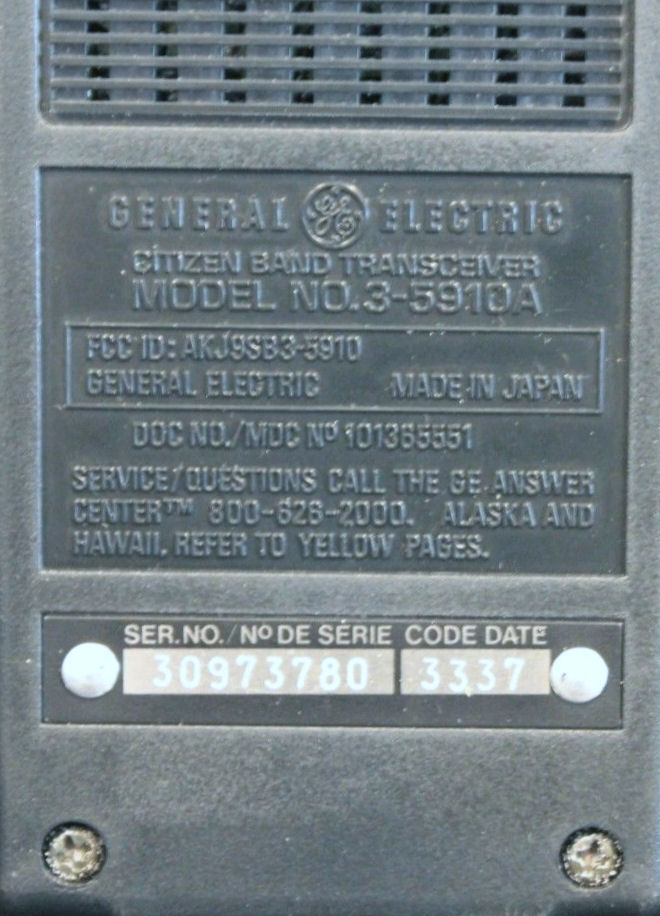 GENERAL GE ELECTRIC
CITIZEN BAND TRANSCEIVER
MODEL NO. 3-5910A
FCC ID: AKJ9SB3-5910
GENERAL ELECTRIC MADE IN JAPAN
DOC NO./MDC Nº 101365551
SERVICE/QUESTIONS CALL THE GE ANSWER
CENTER™ 800-626-2000. ALASKA AND
HAWAII, REFER TO YELLOW PAGES.
SER.NO./Nº DE SÉRIE CODE DATE
30973780 3337